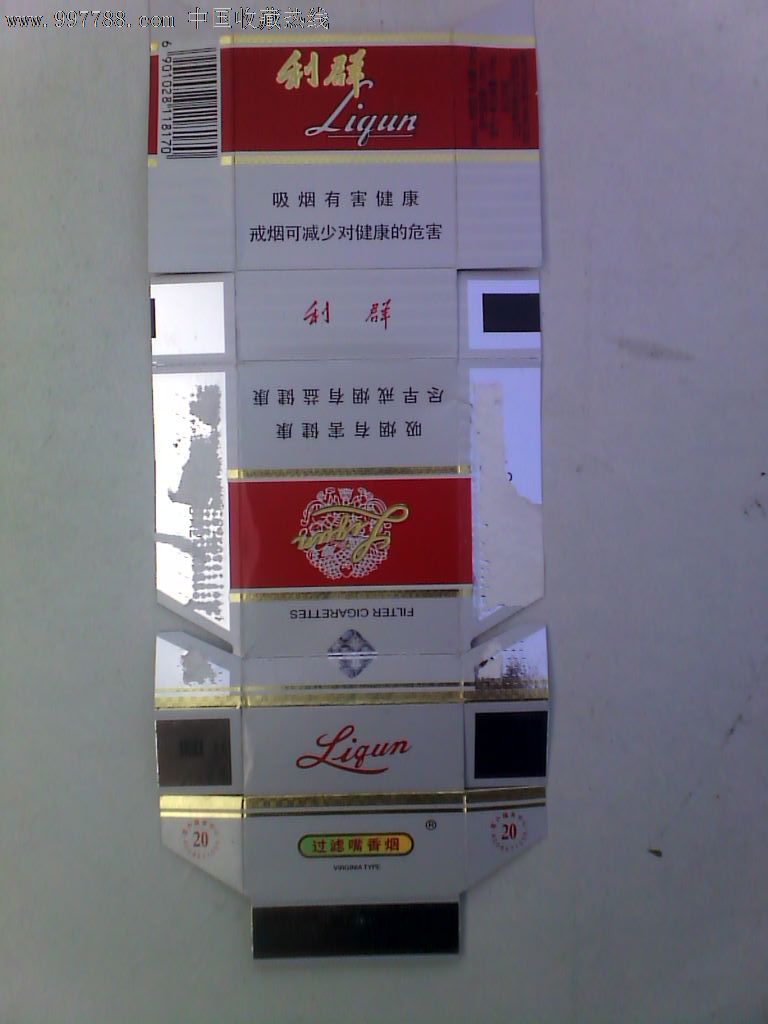 www.997788.com 中国收藏热线
利群
Liqun
6 901028 118170
吸烟有害健康
戒烟可减少对健康的危害
利 群
尽早戒烟有益健康
吸烟有害健康
Liqun
FILTER CIGARETTES
Liqun
®
过滤嘴香烟
VIRGINIA TYPE
20
20